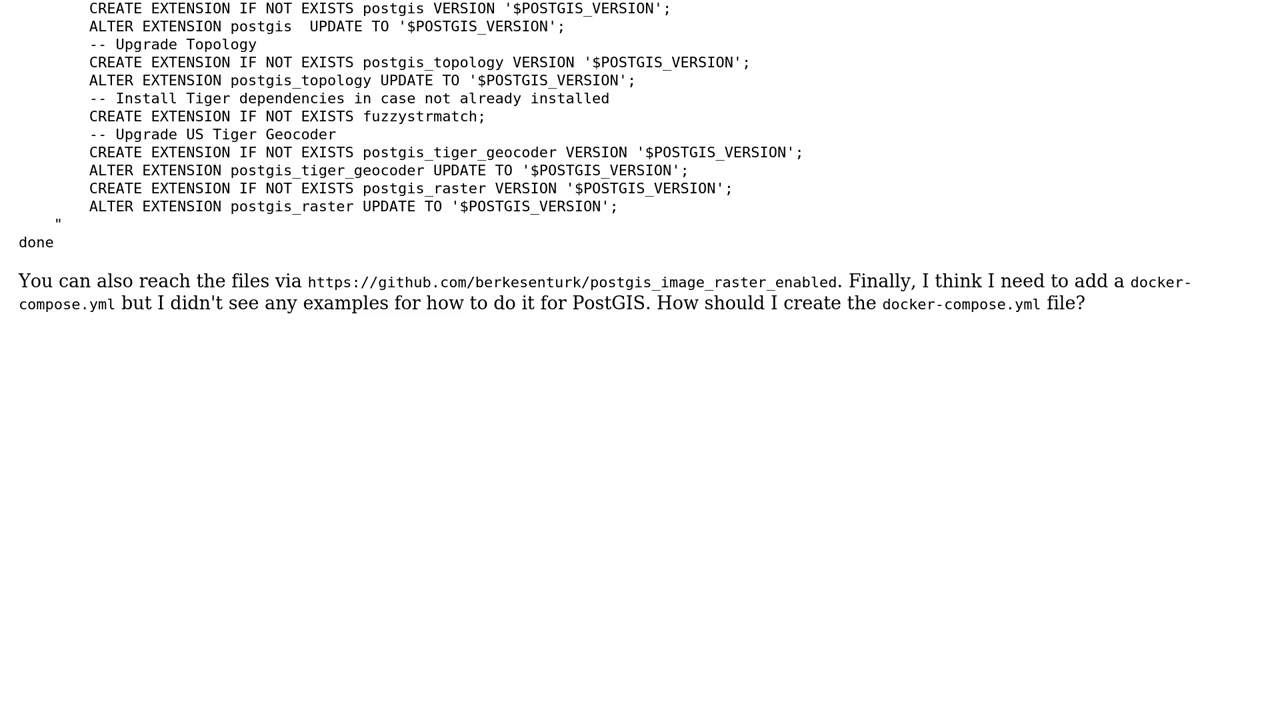 CREATE EXTENSION IF NOT EXISTS postgis VERSION '$POSTGIS_VERSION';
        ALTER EXTENSION postgis  UPDATE TO '$POSTGIS_VERSION';
        -- Upgrade Topology
        CREATE EXTENSION IF NOT EXISTS postgis_topology VERSION '$POSTGIS_VERSION';
        ALTER EXTENSION postgis_topology UPDATE TO '$POSTGIS_VERSION';
        -- Install Tiger dependencies in case not already installed
        CREATE EXTENSION IF NOT EXISTS fuzzystrmatch;
        -- Upgrade US Tiger Geocoder
        CREATE EXTENSION IF NOT EXISTS postgis_tiger_geocoder VERSION '$POSTGIS_VERSION';
        ALTER EXTENSION postgis_tiger_geocoder UPDATE TO '$POSTGIS_VERSION';
        CREATE EXTENSION IF NOT EXISTS postgis_raster VERSION '$POSTGIS_VERSION';
        ALTER EXTENSION postgis_raster UPDATE TO '$POSTGIS_VERSION';
    "
done
You can also reach the files via https://github.com/berkesenturk/postgis_image_raster_enabled. Finally, I think I need to add a docker-
compose.yml but I didn't see any examples for how to do it for PostGIS. How should I create the docker-compose.yml file?